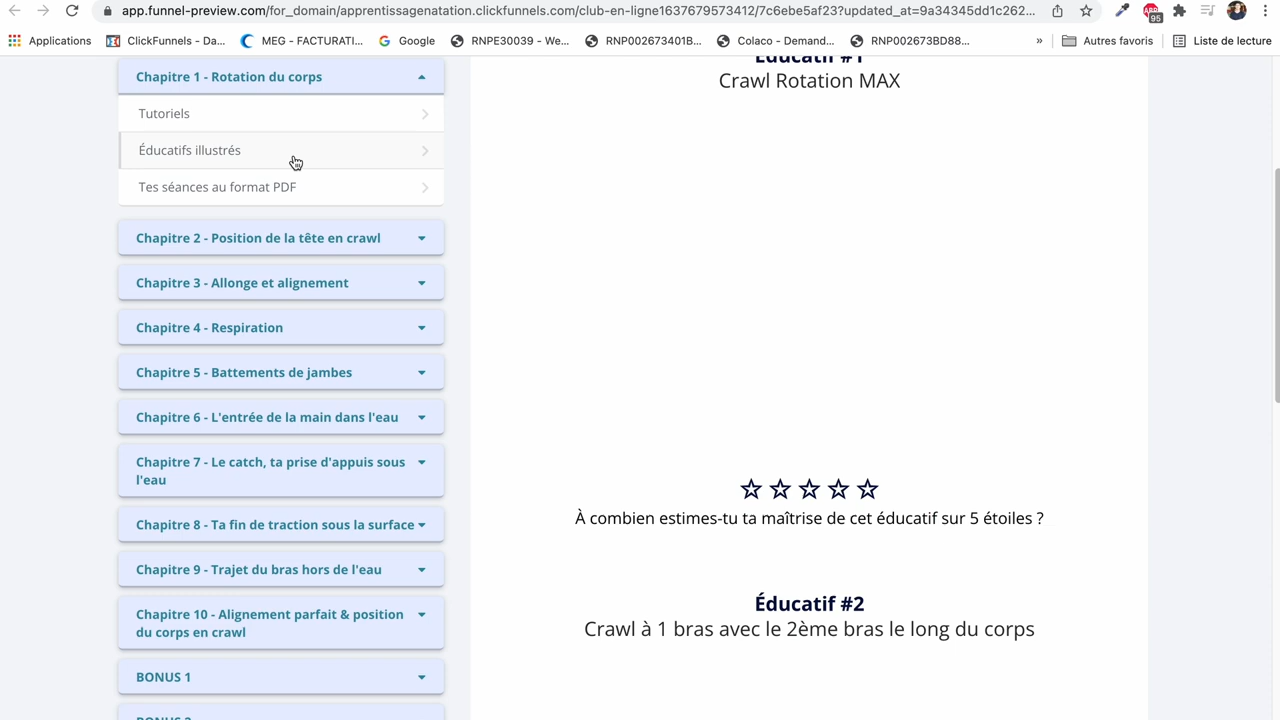 app.funnel-preview.com/for_domain/apprentissagenatation.clickfunnels.com/club-en-ligne1637679573412/7c6ebe5af23?updated_at=9a34345dd1c262...
95
Applications
ClickFunnels - Da...
MEG - FACTURATI...
Google
RNPE30039 - We...
RNP002673401B...
Colaco - Demand...
RNP002673BD88...
»
Autres favoris
Liste de lecture
Chapitre 1 - Rotation du corps
Tutoriels
Éducatifs illustrés
Tes séances au format PDF
Chapitre 2 - Position de la tête en crawl
Chapitre 3 - Allonge et alignement
Chapitre 4 - Respiration
Chapitre 5 - Battements de jambes
Chapitre 6 - L'entrée de la main dans l'eau
Chapitre 7 - Le catch, ta prise d'appuis sous
l'eau
Chapitre 8 - Ta fin de traction sous la surface
Chapitre 9 - Trajet du bras hors de l'eau
Chapitre 10 - Alignement parfait & position
du corps en crawl
BONUS 1
BONUS 2
Éducatif #1
Crawl Rotation MAX
À combien estimes-tu ta maîtrise de cet éducatif sur 5 étoiles ?
Éducatif #2
Crawl à 1 bras avec le 2ème bras le long du corps